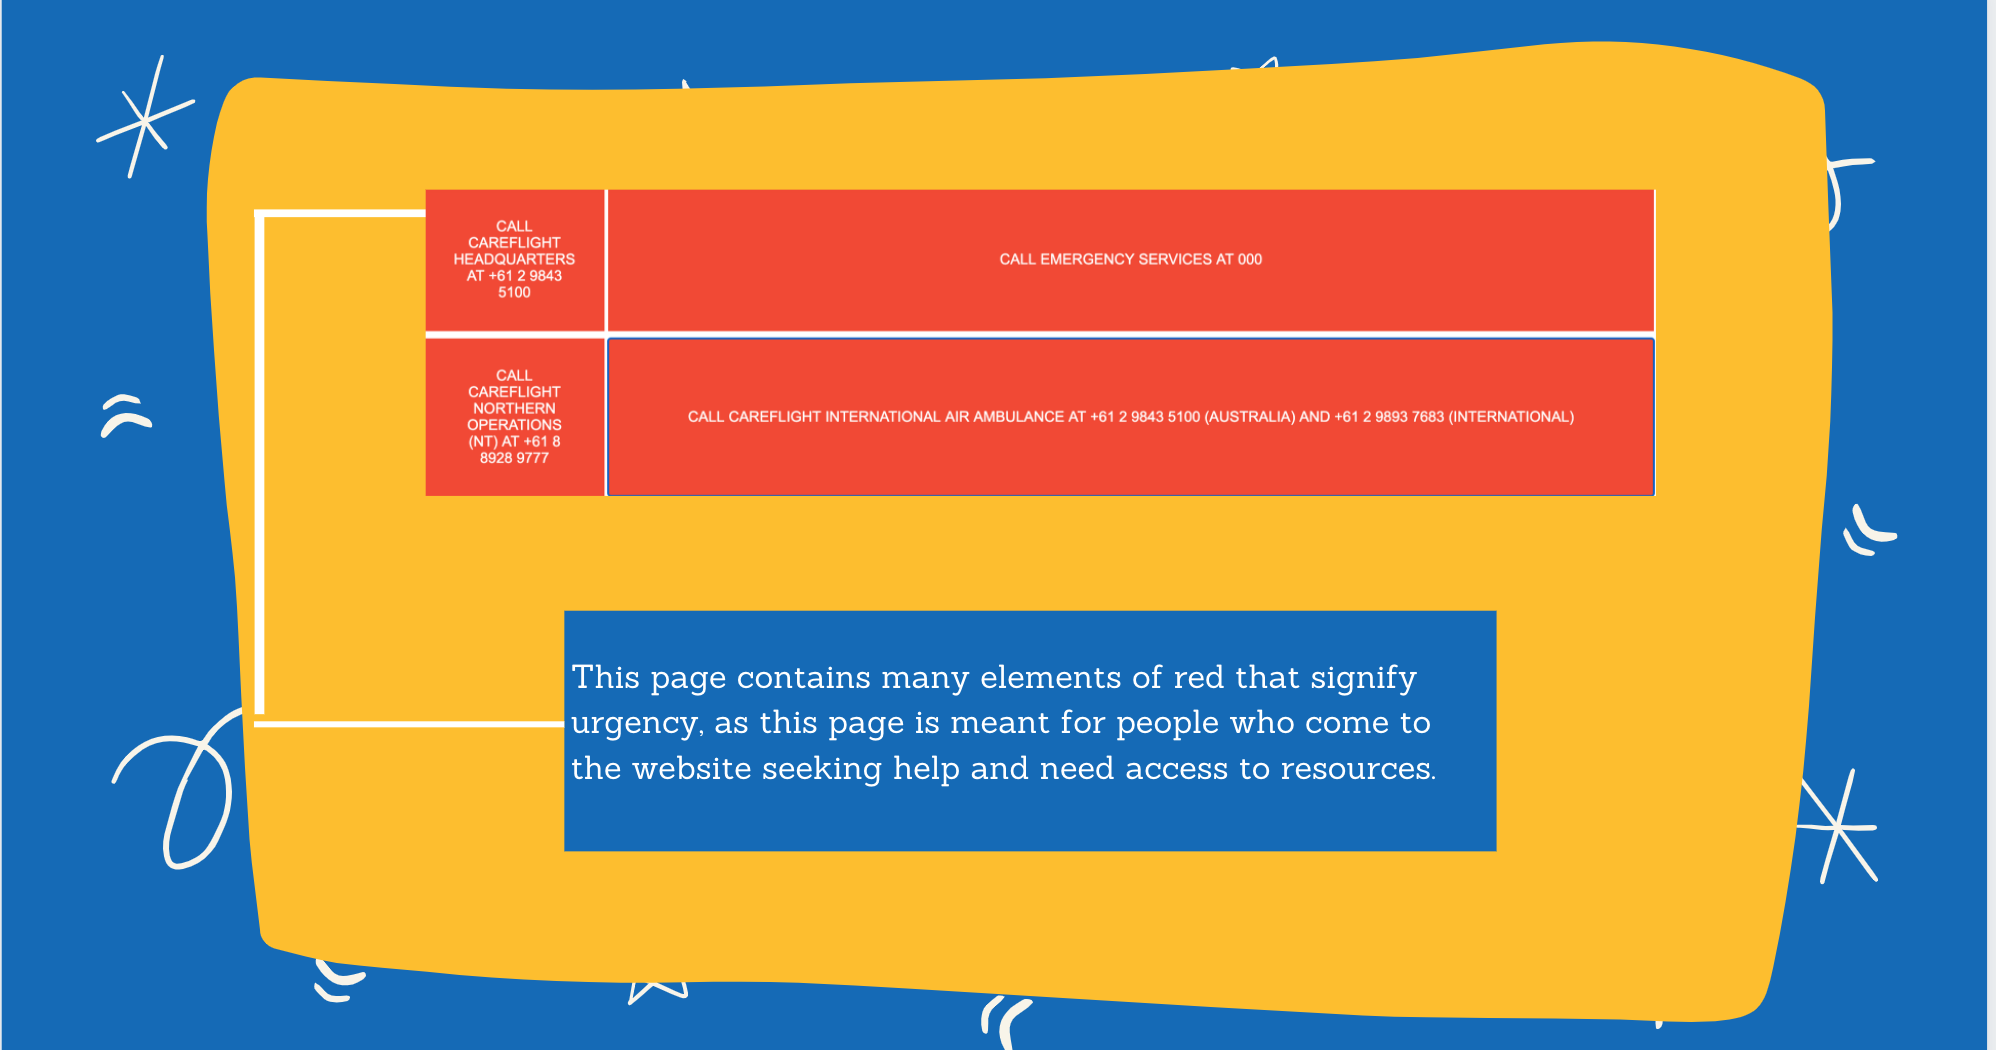 CALL
CAREFLIGHT
HEADQUARTERS
AT +61 2 9843
5100
CALL EMERGENCY SERVICES AT 000
CALL
CAREFLIGHT
NORTHERN
OPERATIONS
(NT) AT +61 8
8928 9777
CALL CAREFLIGHT INTERNATIONAL AIR AMBULANCE AT +61 2 9843 5100 (AUSTRALIA) AND +61 2 9893 7683 (INTERNATIONAL)
This page contains many elements of red that signify
urgency, as this page is meant for people who come to
the website seeking help and need access to resources.